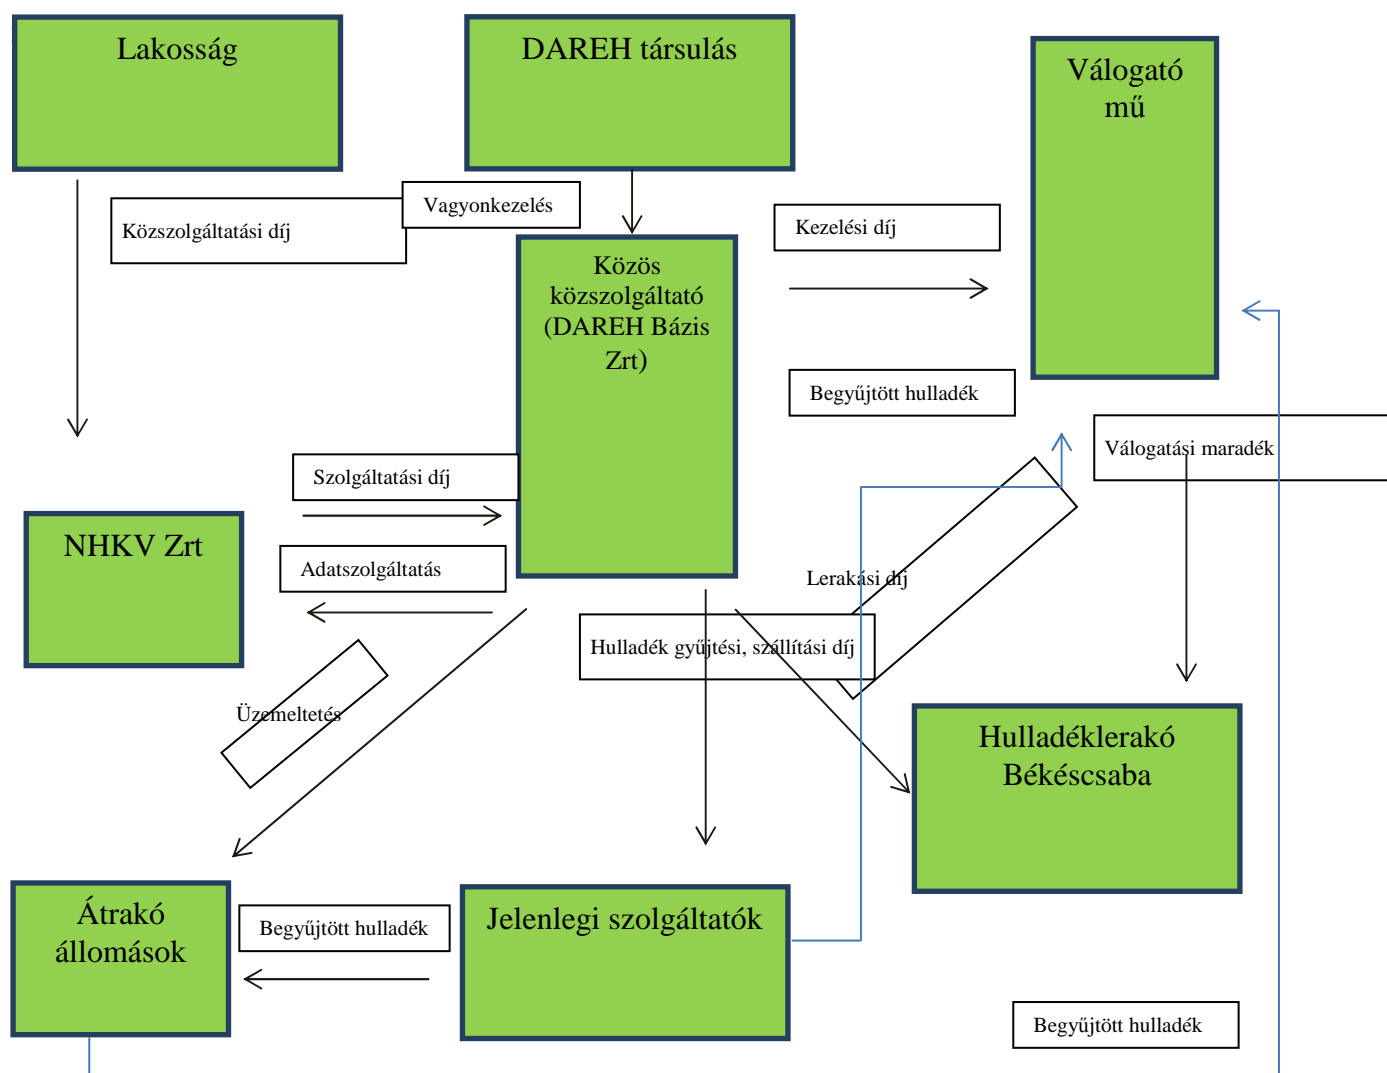 Lakosság
DAREH társulás
Válogató
mű
Vagyonkezelés
Közszolgáltatási díj
Kezelési díj
Közös
közszolgáltató
(DAREH Bázis
Zrt)
Begyűjtött hulladék
Válogatási maradék
Szolgáltatási díj
NHKV Zrt
Adatszolgáltatás
Lerakási díj
Hulladék gyűjtési, szállítási díj
Üzemeltetés
Hulladéklerakó
Békéscsaba
Átrakó
állomások
Begyűjtött hulladék
Jelenlegi szolgáltatók
Begyűjtött hulladék